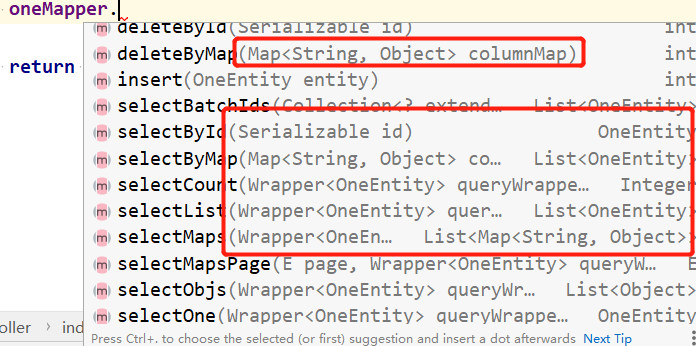 oneMapper.
deleteById(Serializable id) int
deleteByMap(Map<String, Object> columnMap) int
return
insert(OneEntity entity) int
selectBatchIds(Collection<? extend… List<OneEntity>
selectById(Serializable id) OneEntity
selectByMap(Map<String, Object> co… List<OneEntity>
selectCount(Wrapper<OneEntity> queryWrappe… Integer
selectList(Wrapper<OneEntity> quer… List<OneEntity>
selectMaps(Wrapper<OneEn… List<Map<String, Object>>
selectMapsPage(E page, Wrapper<OneEntity> queryW… E
selectObjs(Wrapper<OneEntity> queryWr… List<Object>
selectOne(Wrapper<OneEntity> queryWrapper) OneEntity
oller › ind
Press Ctrl+. to choose the selected (or first) suggestion and insert a dot afterwards Next Tip